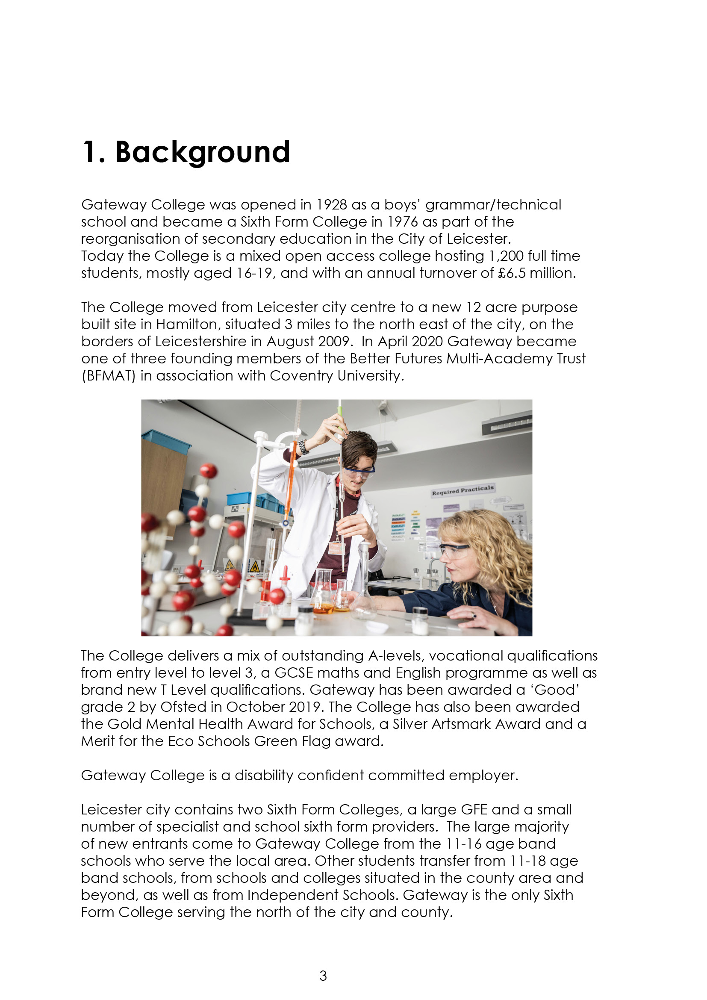 1. Background
Gateway College was opened in 1928 as a boys’ grammar/technical
school and became a Sixth Form College in 1976 as part of the
reorganisation of secondary education in the City of Leicester.
Today the College is a mixed open access college hosting 1,200 full time
students, mostly aged 16-19, and with an annual turnover of £6.5 million.
The College moved from Leicester city centre to a new 12 acre purpose
built site in Hamilton, situated 3 miles to the north east of the city, on the
borders of Leicestershire in August 2009.  In April 2020 Gateway became
one of three founding members of the Better Futures Multi-Academy Trust
(BFMAT) in association with Coventry University.
Required Practicals
The College delivers a mix of outstanding A-levels, vocational qualifications
from entry level to level 3, a GCSE maths and English programme as well as
brand new T Level qualifications. Gateway has been awarded a ‘Good’
grade 2 by Ofsted in October 2019. The College has also been awarded
the Gold Mental Health Award for Schools, a Silver Artsmark Award and a
Merit for the Eco Schools Green Flag award.
Gateway College is a disability confident committed employer.
Leicester city contains two Sixth Form Colleges, a large GFE and a small
number of specialist and school sixth form providers.  The large majority
of new entrants come to Gateway College from the 11-16 age band
schools who serve the local area. Other students transfer from 11-18 age
band schools, from schools and colleges situated in the county area and
beyond, as well as from Independent Schools. Gateway is the only Sixth
Form College serving the north of the city and county.
3